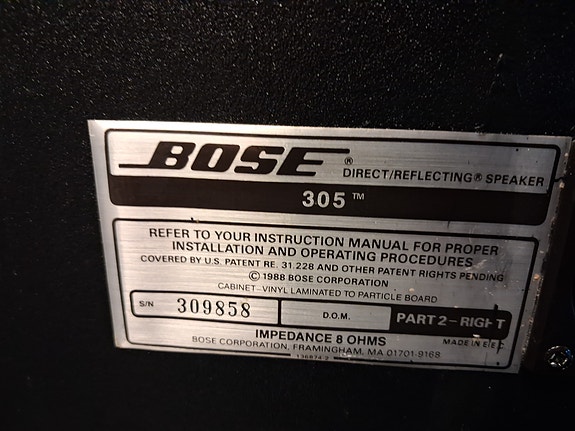 BOSE ® DIRECT/REFLECTING® SPEAKER
305™
REFER TO YOUR INSTRUCTION MANUAL FOR PROPER
INSTALLATION AND OPERATING PROCEDURES
COVERED BY U.S. PATENT RE. 31,228 AND OTHER PATENT RIGHTS PENDING
© 1988 BOSE CORPORATION
CABINET-VINYL LAMINATED TO PARTICLE BOARD
S/N 309858 D.O.M. PART 2-RIGHT
IMPEDANCE 8 OHMS MADE IN E.E.C.
BOSE CORPORATION, FRAMINGHAM, MA 01701-9168